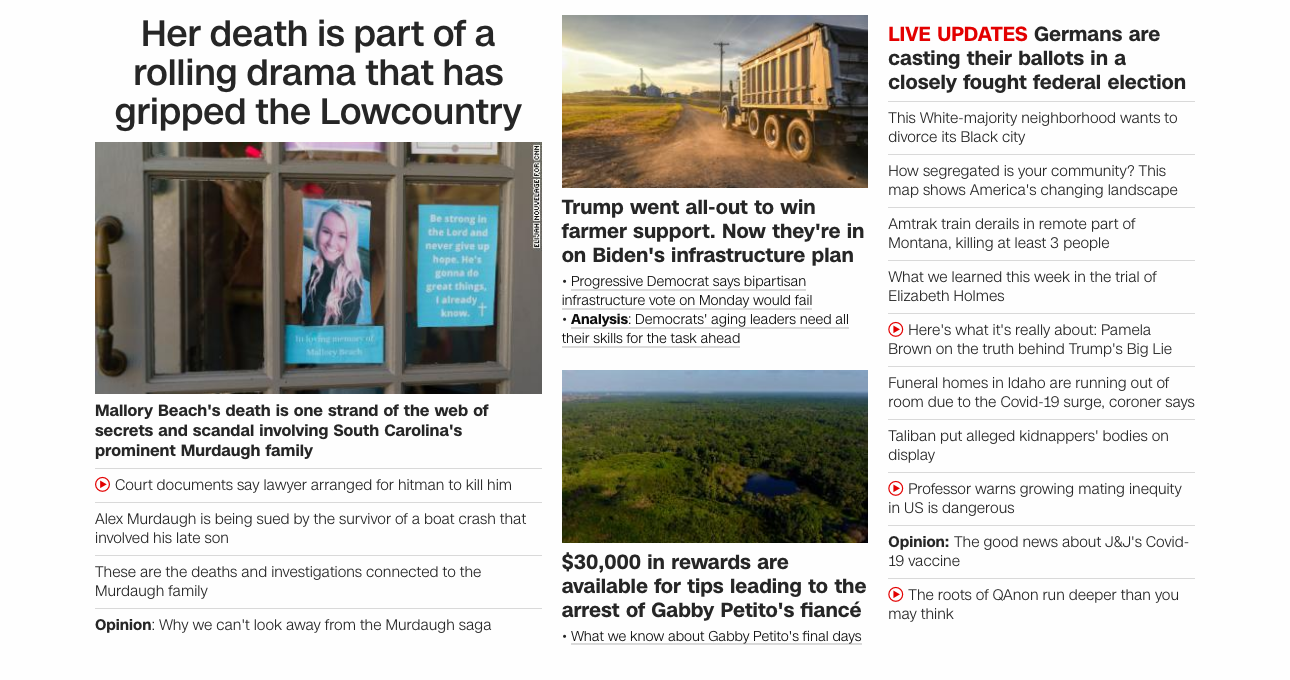 Her death is part of a
rolling drama that has
gripped the Lowcountry
ELIJAH NOUVELAGE FOR CNN
Be strong in
the Lord and
never give up
hope. He's
gonna do
great things,
I already
know.
In loving memory of
Mallory Beach
Mallory Beach's death is one strand of the web of
secrets and scandal involving South Carolina's
prominent Murdaugh family
Court documents say lawyer arranged for hitman to kill him
Alex Murdaugh is being sued by the survivor of a boat crash that
involved his late son
These are the deaths and investigations connected to the
Murdaugh family
Opinion: Why we can't look away from the Murdaugh saga
Trump went all-out to win
farmer support. Now they're in
on Biden's infrastructure plan
• Progressive Democrat says bipartisan
infrastructure vote on Monday would fail
• Analysis: Democrats' aging leaders need all
their skills for the task ahead
$30,000 in rewards are
available for tips leading to the
arrest of Gabby Petito's fiancé
• What we know about Gabby Petito's final days
LIVE UPDATES Germans are
casting their ballots in a
closely fought federal election
This White-majority neighborhood wants to
divorce its Black city
How segregated is your community? This
map shows America's changing landscape
Amtrak train derails in remote part of
Montana, killing at least 3 people
What we learned this week in the trial of
Elizabeth Holmes
Here's what it's really about: Pamela
Brown on the truth behind Trump's Big Lie
Funeral homes in Idaho are running out of
room due to the Covid-19 surge, coroner says
Taliban put alleged kidnappers' bodies on
display
Professor warns growing mating inequity
in US is dangerous
Opinion: The good news about J&J's Covid-
19 vaccine
The roots of QAnon run deeper than you
may think